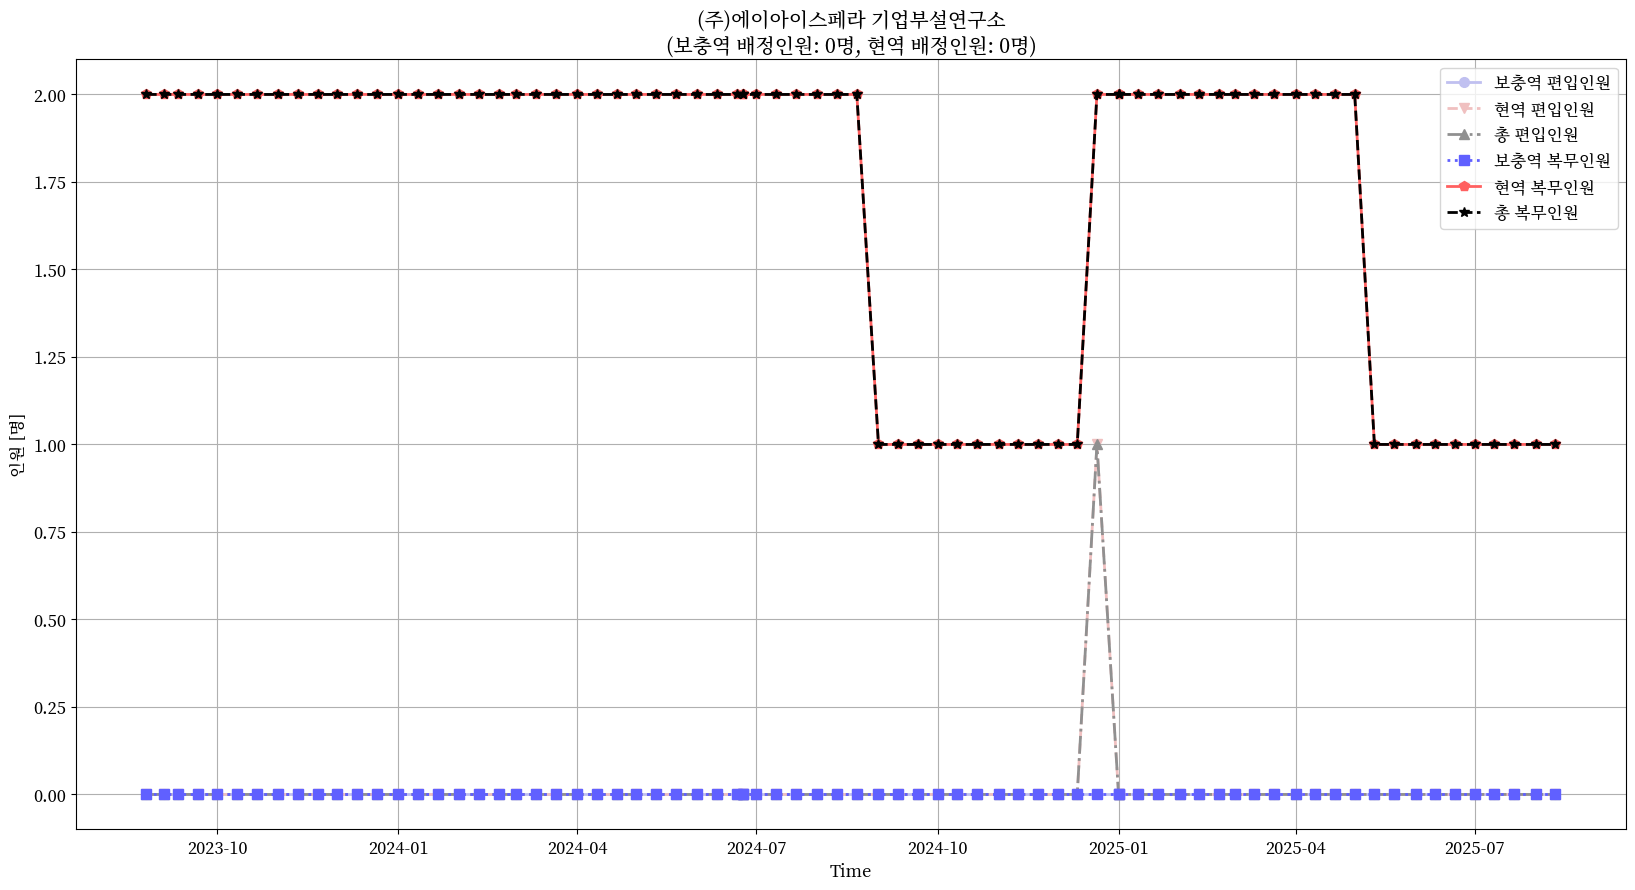 (주)에이아이스페라 기업부설연구소
(보충역 배정인원: 0명, 현역 배정인원: 0명)
보충역 편입인원
현역 편입인원
총 편입인원
보충역 복무인원
현역 복무인원
총 복무인원
인원 [명]
2.00
1.75
1.50
1.25
1.00
0.75
0.50
0.25
0.00
2023-10 2024-01 2024-04 2024-07 2024-10 2025-01 2025-04 2025-07
Time